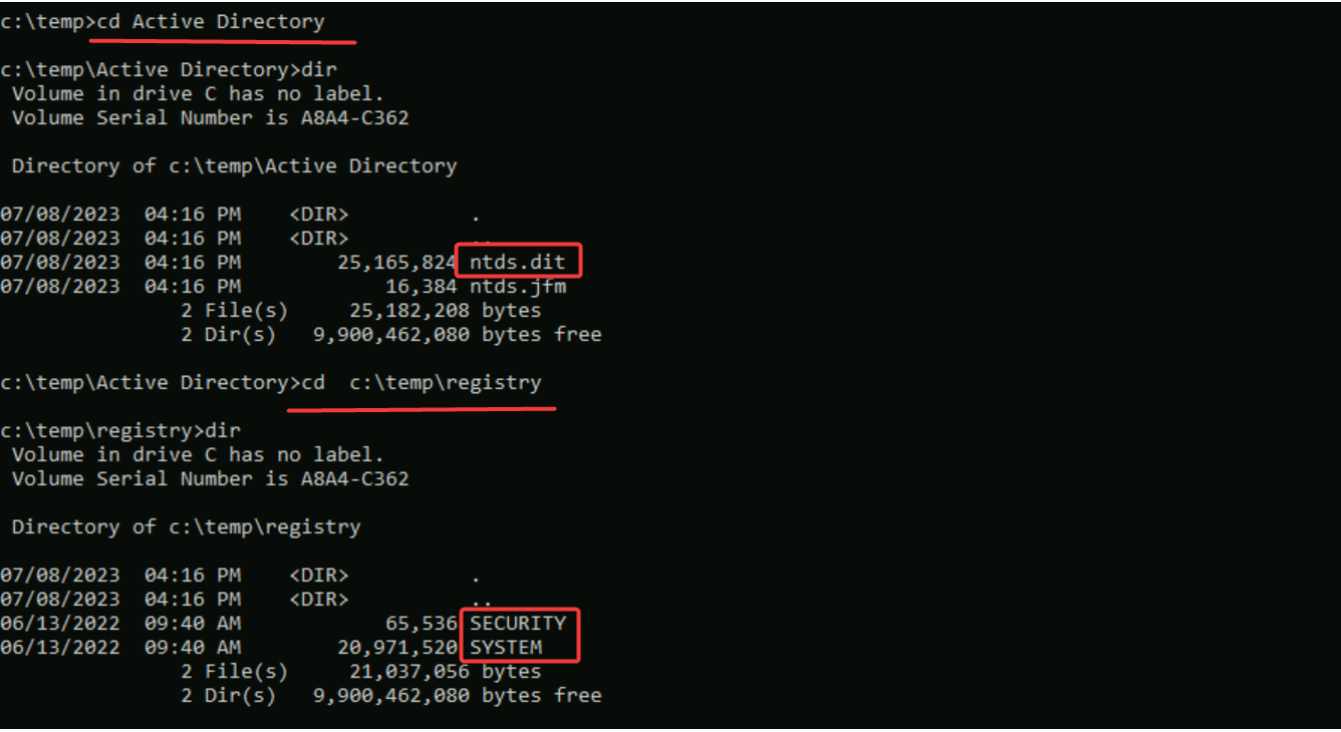 c:\temp>cd Active Directory
c:\temp\Active Directory>dir
 Volume in drive C has no label.
 Volume Serial Number is A8A4-C362
 Directory of c:\temp\Active Directory
07/08/2023  04:16 PM    <DIR>          .
07/08/2023  04:16 PM    <DIR>          ..
07/08/2023  04:16 PM        25,165,824 ntds.dit
07/08/2023  04:16 PM            16,384 ntds.jfm
               2 File(s)     25,182,208 bytes
               2 Dir(s)   9,900,462,080 bytes free
c:\temp\Active Directory>cd  c:\temp\registry
c:\temp\registry>dir
 Volume in drive C has no label.
 Volume Serial Number is A8A4-C362
 Directory of c:\temp\registry
07/08/2023  04:16 PM    <DIR>          .
07/08/2023  04:16 PM    <DIR>          ..
06/13/2022  09:40 AM            65,536 SECURITY
06/13/2022  09:40 AM        20,971,520 SYSTEM
               2 File(s)     21,037,056 bytes
               2 Dir(s)   9,900,462,080 bytes free